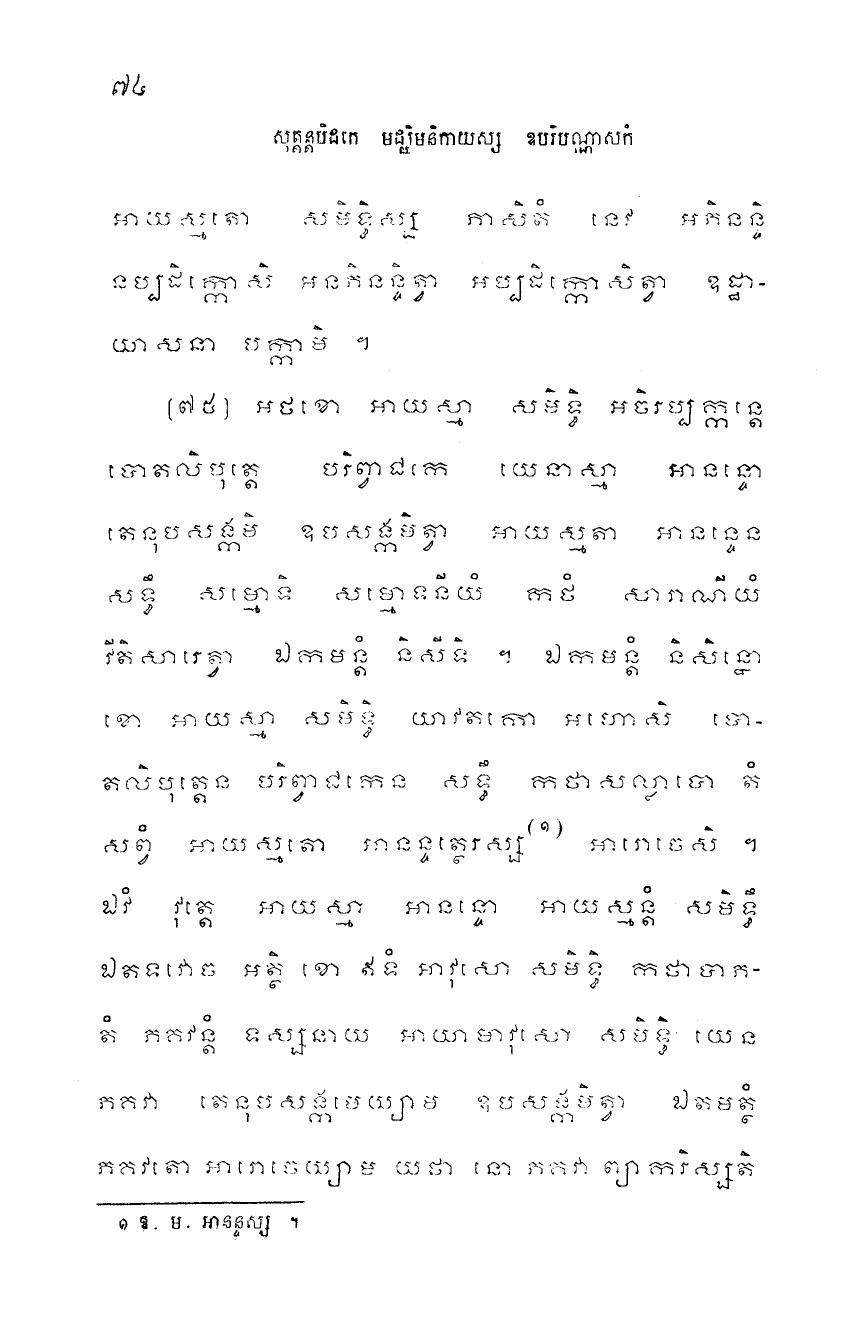 ៧៤
សុត្តន្តបិដកេ មជ្ឈិមនិកាយស្ស ឧបរិបណ្ណាសកំ
អាយស្មតោ សមិទ្ធិស្ស ភាសិតំ នេវ អភិនន្ទិ
នប្បដិក្កោសិ អនភិនន្ទិត្វា អប្បដិក្កោសិត្វា ឧដ្ឋា-
យាសនា បក្កាមិ ។
[៧៥] អថខោ អាយស្មា សមិទ្ធិ អចិរប្បក្កន្តេ
បោតលិបុត្តេ បរិព្វាជកេ យេនាស្មា អានន្ទោ
តេនុបសង្កមិ ឧបសង្កមិត្វា អាយស្មតា អានន្ទេន
សទ្ធឹ សម្មោទិ សម្មោទនីយំ កថំ សារាណីយំ
វីតិសារេត្វា ឯកមន្តំ និសីទិ ។ ឯកមន្តំ និសិន្នោ
ខោ អាយស្មា សមិទ្ធិ យាវតកោ អហោសិ បោ-
តលិបុត្តេន បរិព្វាជកេន សទ្ធឹ កថាសល្លាបោ តំ
សព្វំ អាយស្មតោ អានន្ទត្ថេរស្ស(១) អារោចេសិ ។
ឯវំ វុត្តេ អាយស្មា អានន្ទោ អាយស្មន្តំ សមិទ្ធឹ
ឯតទវោច អត្ថិ ខោ ឥទំ អាវុសោ សមិទ្ធិ កថាបាភ-
តំ ភគវន្តំ ទស្សនាយ អាយាមាវុសោ សមិទ្ធិ យេន
ភគវា តេនុបសង្កមេយ្យាម ឧបសង្កមិត្វា ឯតមត្ថំ
ភគវតោ អារោចេយ្យាម យថា នោ ភគវា ព្យាករិស្សតិ
១ ឱ. ម. អានន្ទស្ស ។